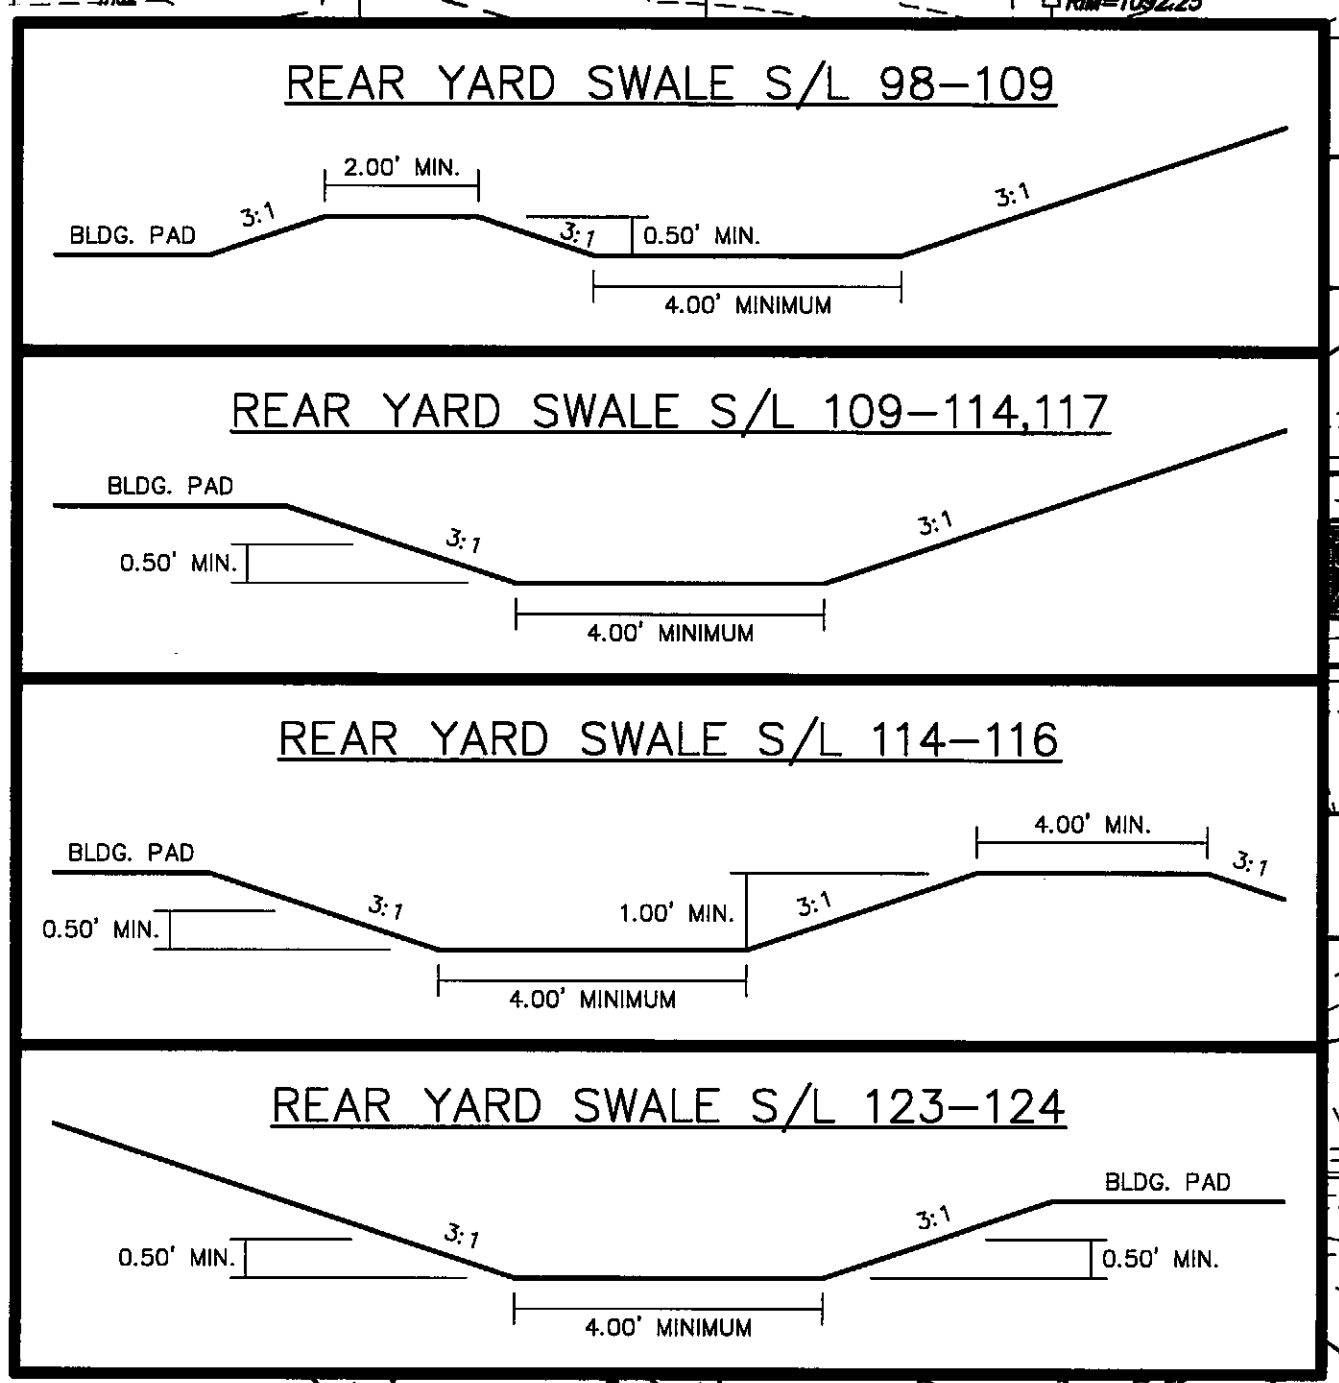 RIM=1092.25
REAR YARD SWALE S/L 98-109
2.00' MIN.
3:1
3:1
BLDG. PAD
3:1
0.50' MIN.
4.00' MINIMUM
REAR YARD SWALE S/L 109-114,117
BLDG. PAD
3:1
3:1
0.50' MIN.
4.00' MINIMUM
REAR YARD SWALE S/L 114-116
4.00' MIN.
BLDG. PAD
3:1
3:1
1.00' MIN.
3:1
0.50' MIN.
4.00' MINIMUM
REAR YARD SWALE S/L 123-124
BLDG. PAD
3:1
3:1
0.50' MIN.
0.50' MIN.
4.00' MINIMUM